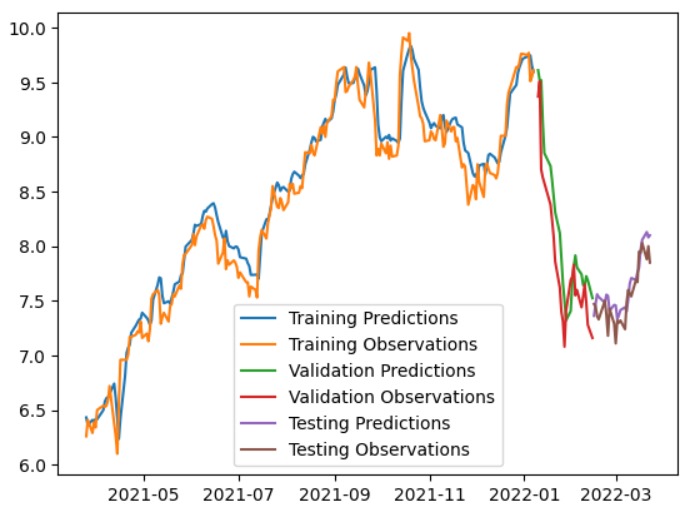 10.0
9.5
9.0
8.5
8.0
7.5
7.0
6.5
6.0
Training Predictions
Training Observations
Validation Predictions
Validation Observations
Testing Predictions
Testing Observations
2021-05 2021-07 2021-09 2021-11 2022-01 2022-03